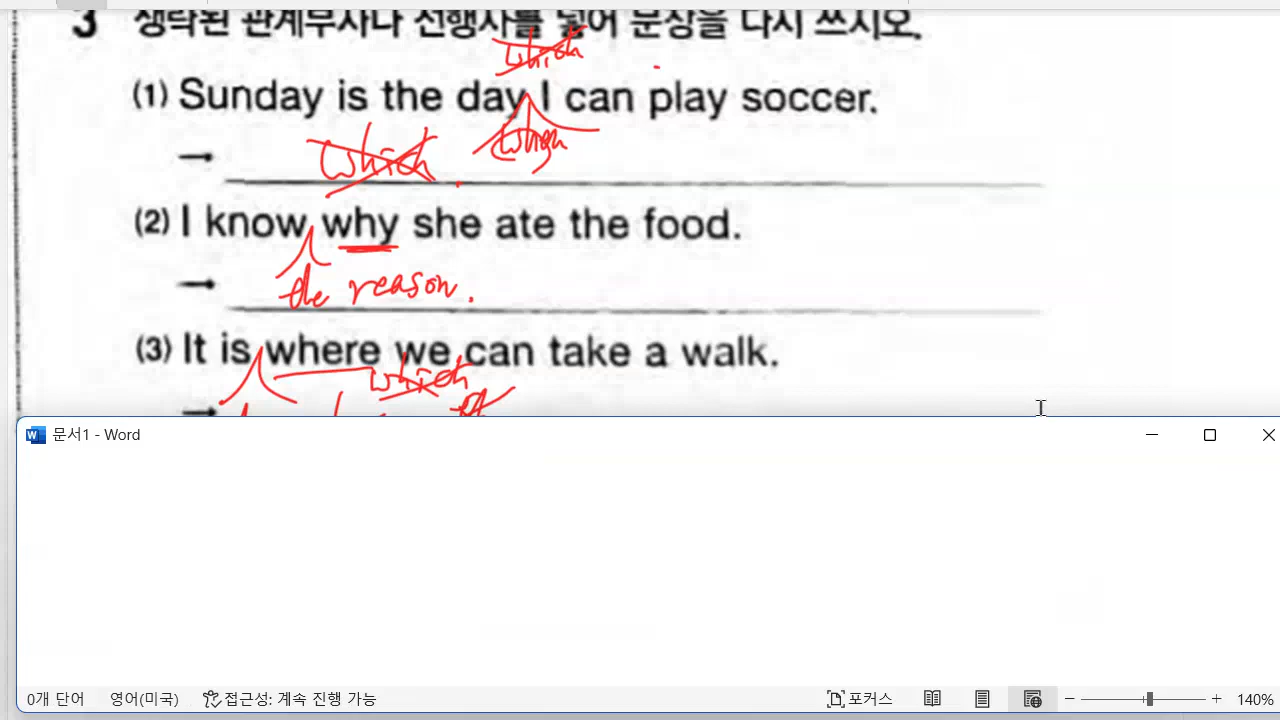 3 생략된 관계부사나 선행사를 넣어 문장을 다시 쓰시오.
which
(1) Sunday is the day I can play soccer.
→ which when
(2) I know why she ate the food.
→ the reason.
(3) It is where we can take a walk.
which
→
문서1 - Word
0개 단어 영어(미국) 접근성: 계속 진행 가능 포커스 140%